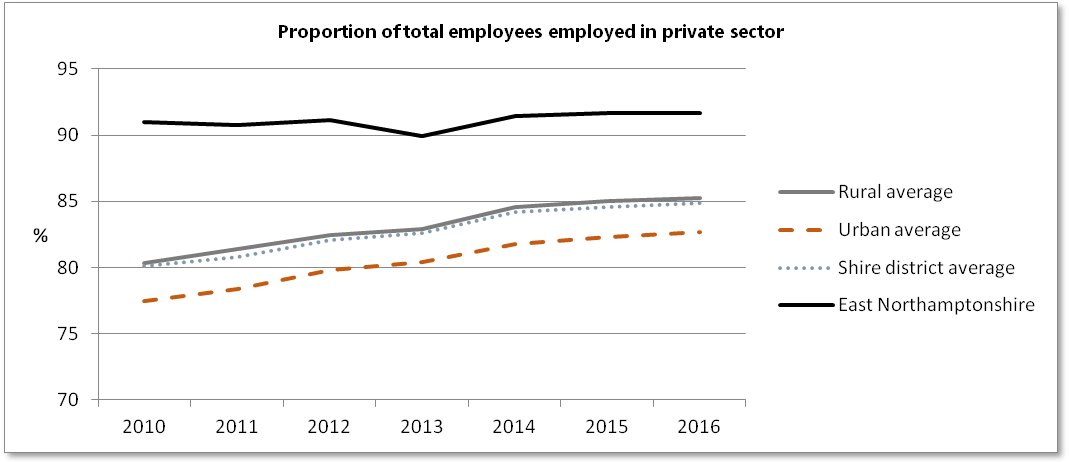 Proportion of total employees employed in private sector
95
90
85
80
75
70
%
2010 2011 2012 2013 2014 2015 2016
Rural average
Urban average
Shire district average
East Northamptonshire